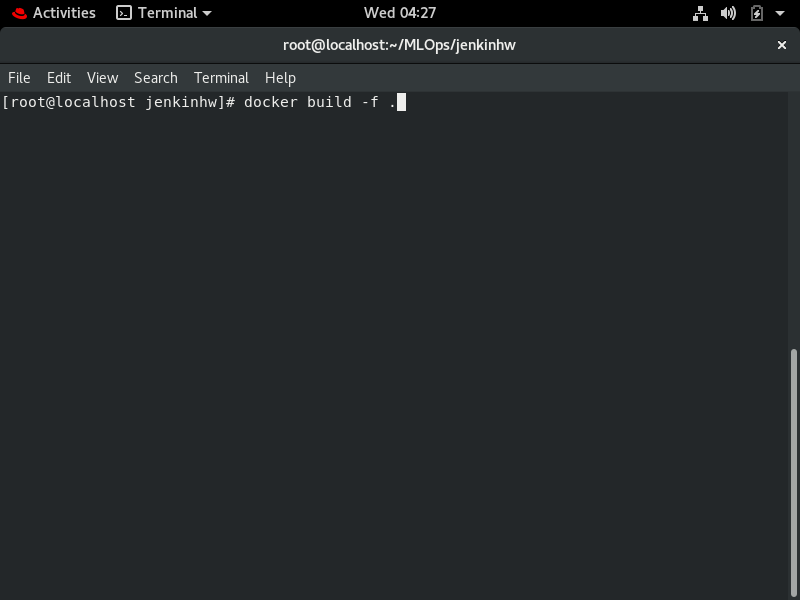 Activities Terminal Wed 04:27
root@localhost:~/MLOps/jenkinhw
File Edit View Search Terminal Help
[root@localhost jenkinhw]# docker build -f .